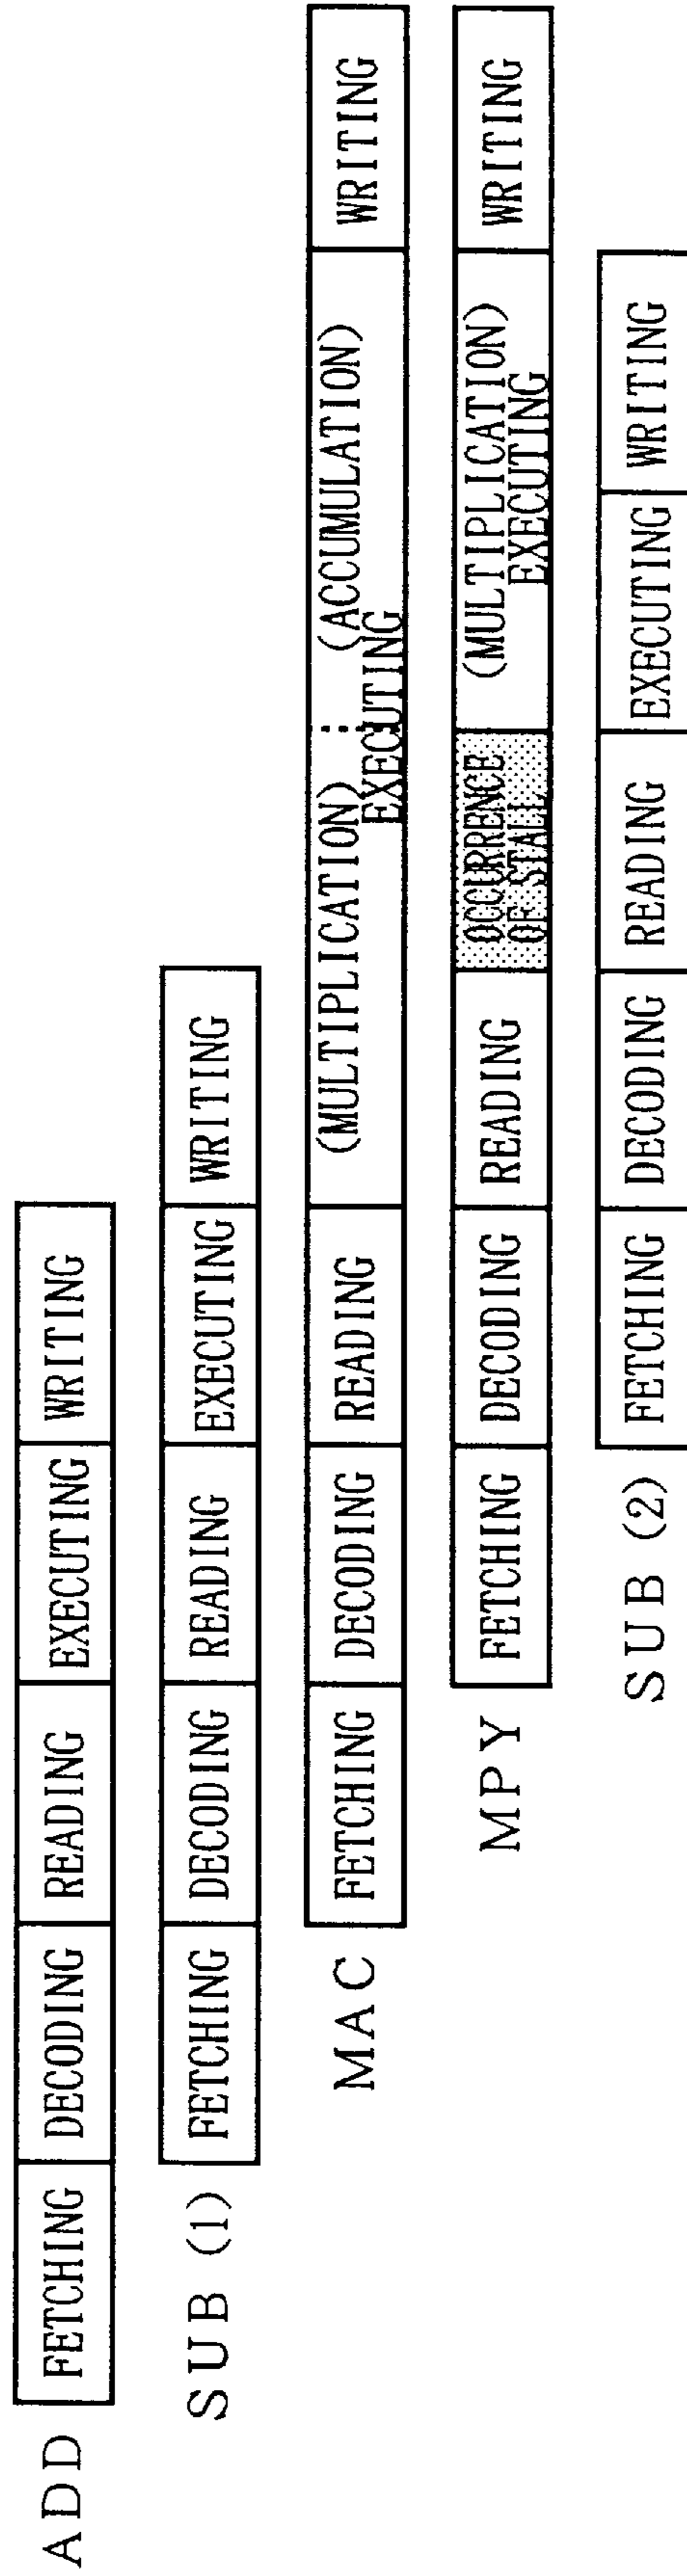 ADD FETCHING DECODING READING EXECUTING WRITING
SUB (1) FETCHING DECODING READING EXECUTING WRITING
MAC FETCHING DECODING READING (MULTIPLICATION) (ACCUMULATION) WRITING
EXECUTING
MPY FETCHING DECODING READING OCCURRENCE (MULTIPLICATION) WRITING
OF STALL EXECUTING
SUB (2) FETCHING DECODING READING EXECUTING WRITING